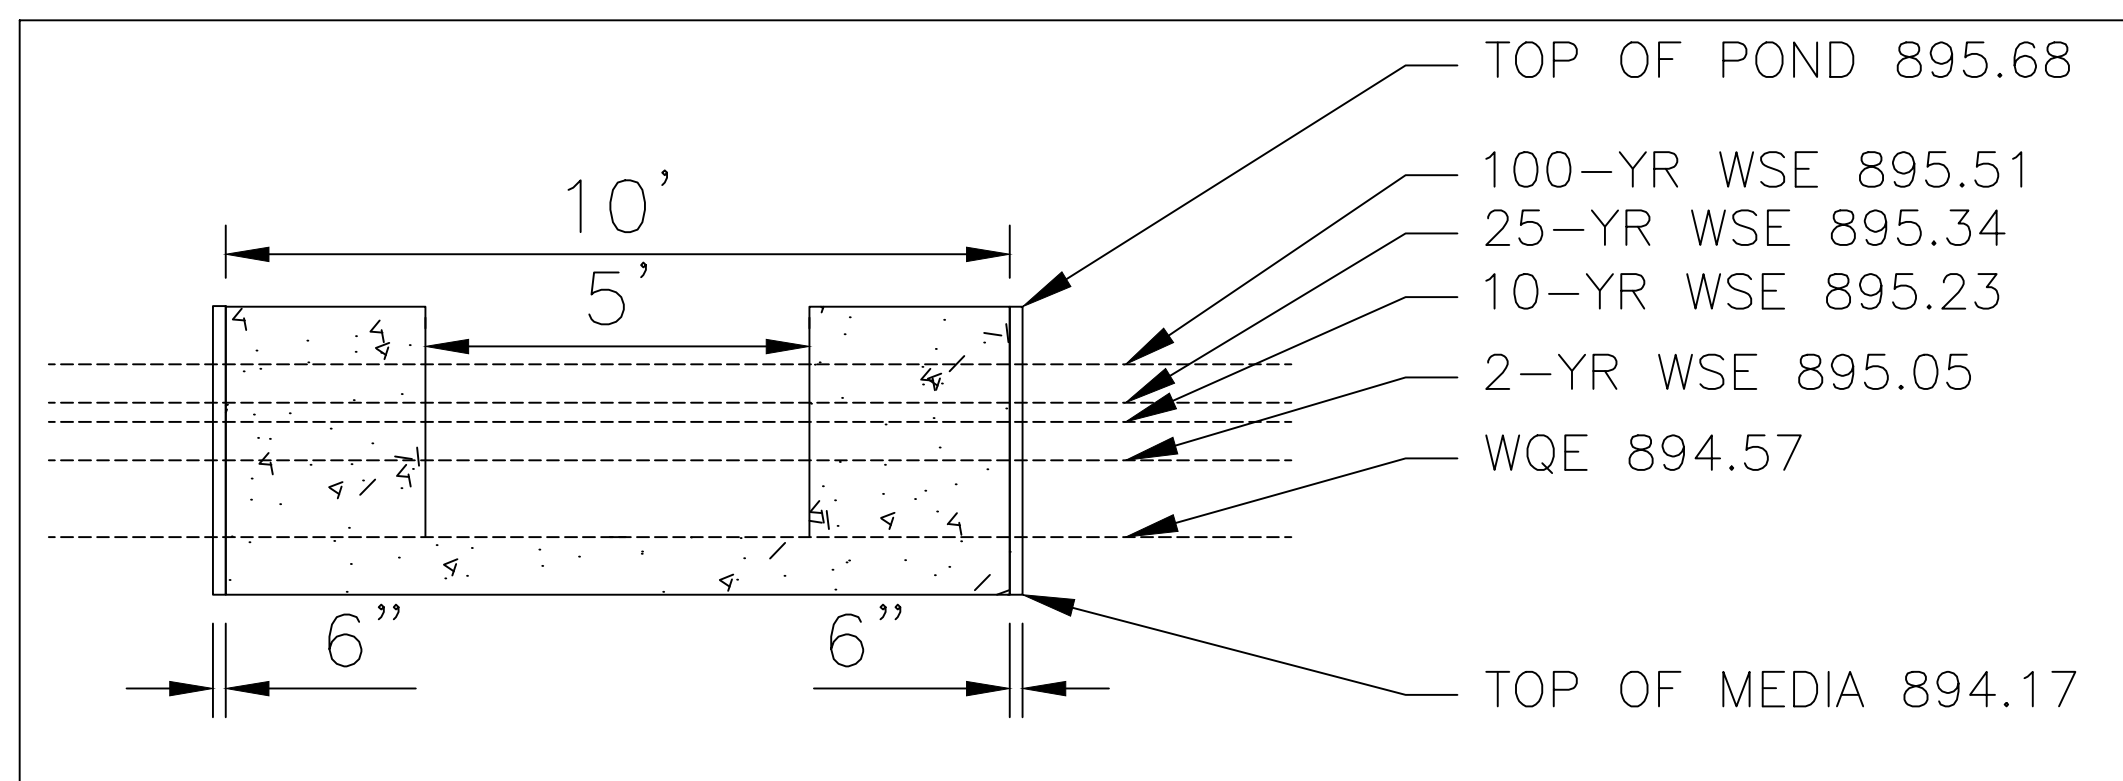 TOP OF POND 895.68
100-YR WSE 895.51
10'
25-YR WSE 895.34
5'
10-YR WSE 895.23
2-YR WSE 895.05
WQE 894.57
6" 6"
TOP OF MEDIA 894.17